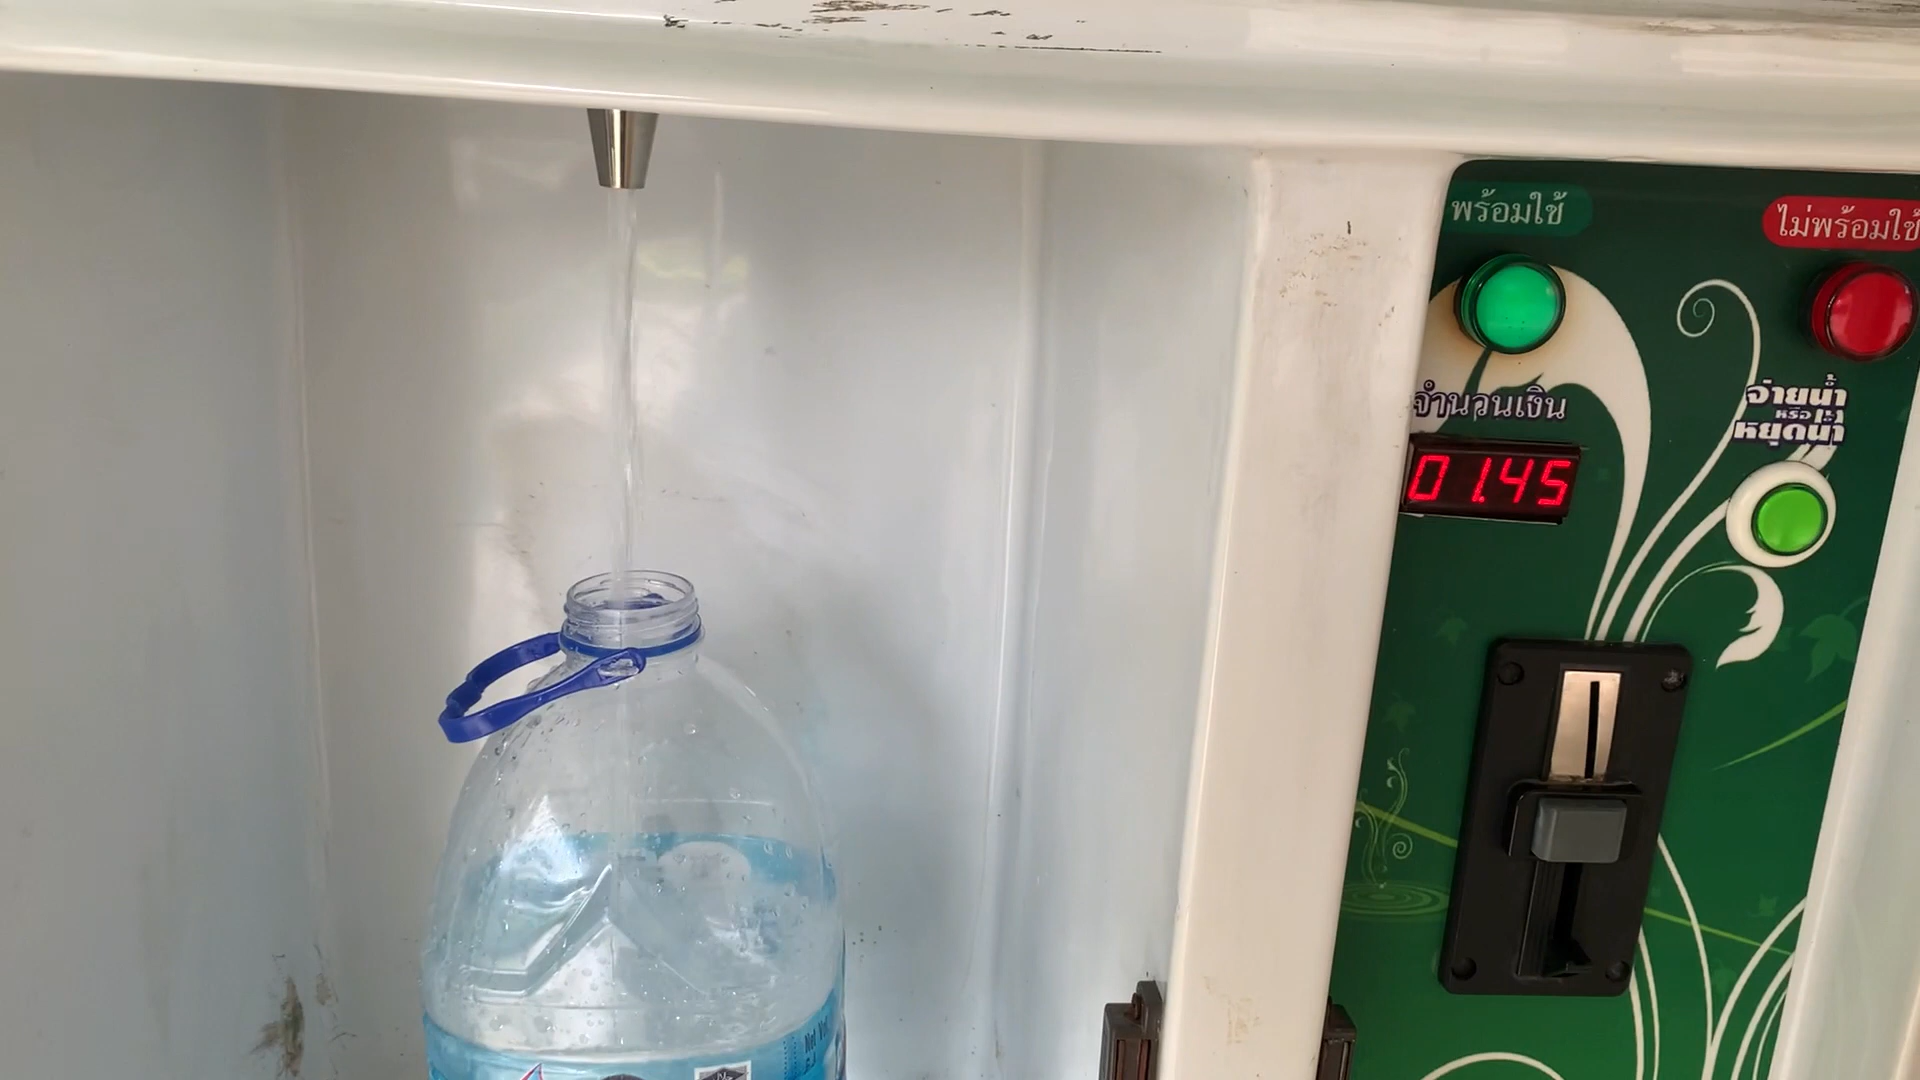 พร้อมใช้
ไม่พร้อมใช้
จำนวนเงิน
01.45
จ่ายน้ำ
หรือ
หยุดน้ำ
Net